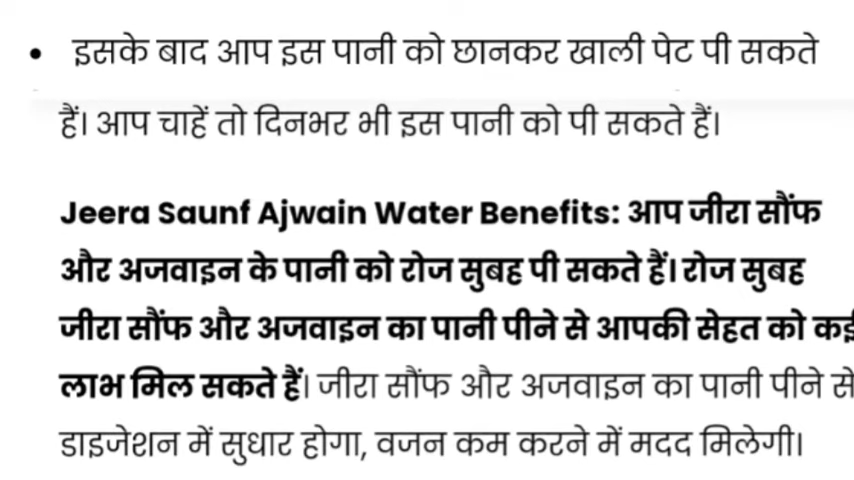 • इसके बाद आप इस पानी को छानकर खाली पेट पी सकते
हैं। आप चाहें तो दिनभर भी इस पानी को पी सकते हैं।
Jeera Saunf Ajwain Water Benefits: आप जीरा सौंफ
और अजवाइन के पानी को रोज सुबह पी सकते हैं। रोज सुबह
जीरा सौंफ और अजवाइन का पानी पीने से आपकी सेहत को कई
लाभ मिल सकते हैं। जीरा सौंफ और अजवाइन का पानी पीने से
डाइजेशन में सुधार होगा, वजन कम करने में मदद मिलेगी।